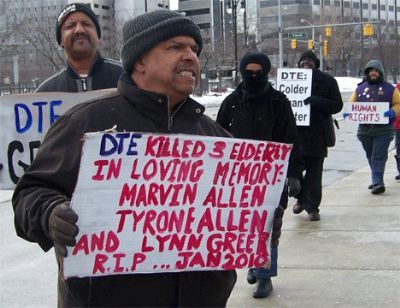 DTE KILLED 3 ELDERLY
IN LOVING MEMORY:
MARVIN ALLEN
TYRONE ALLEN
AND LYNN GREER
R.I.P... JAN 2010
DTE
DTE:
Colder
HUMAN
RIGHTS